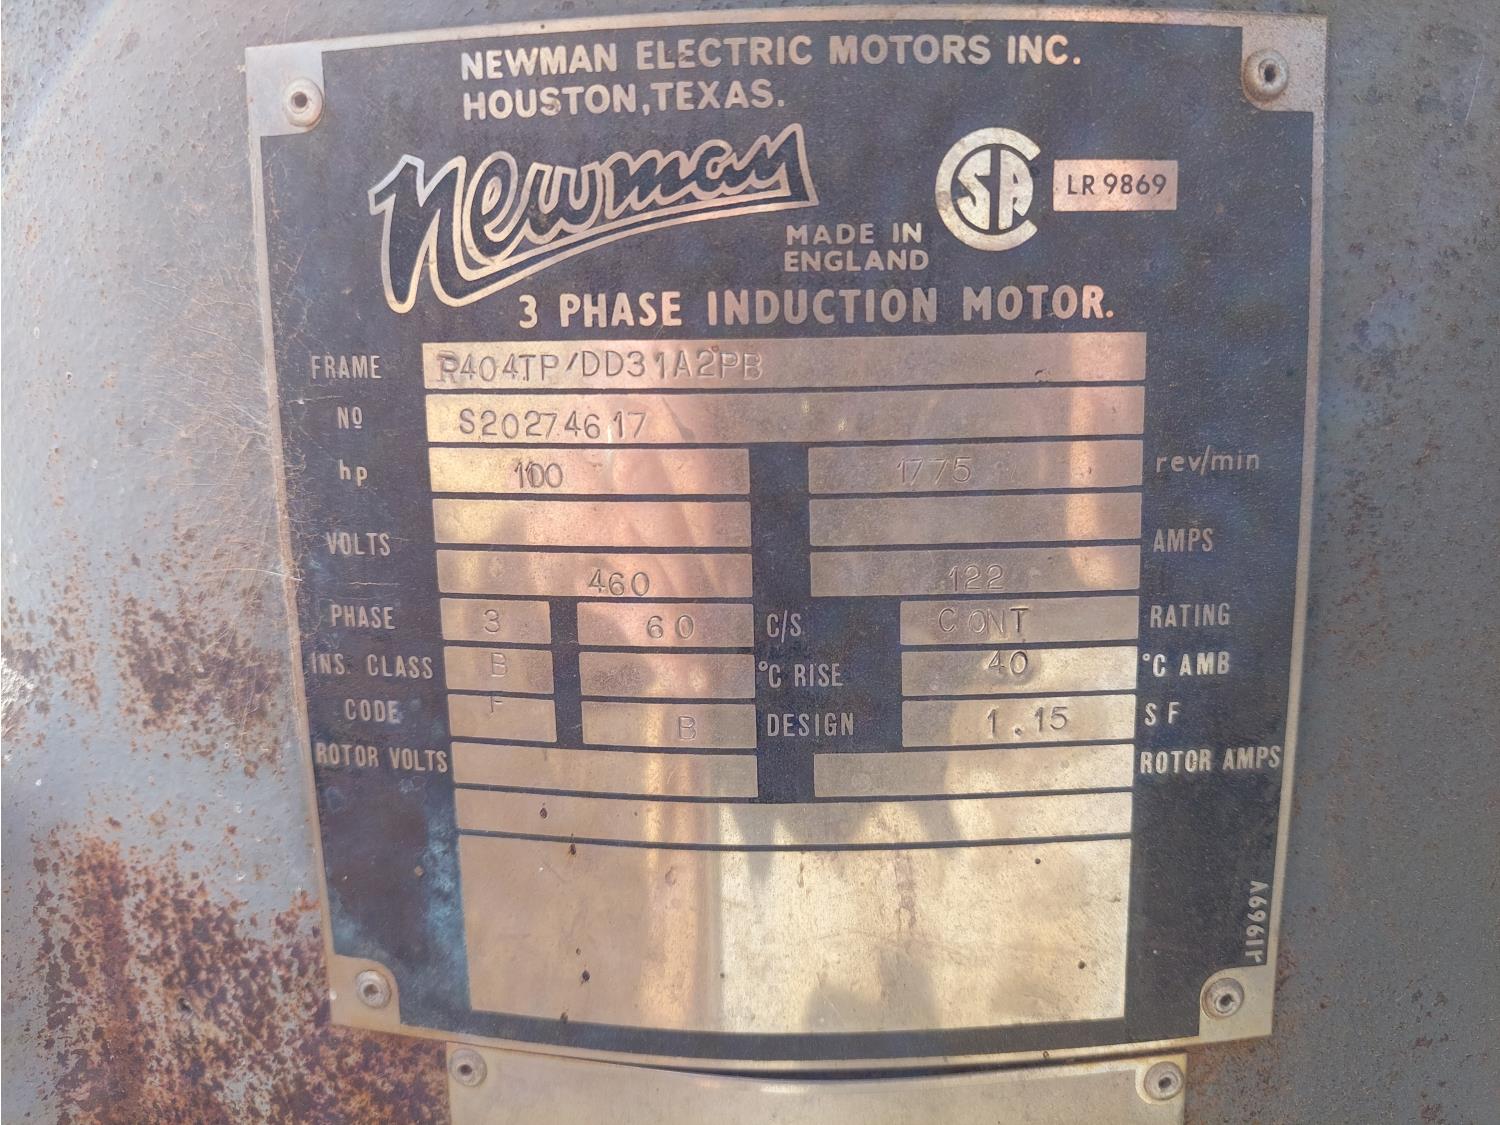 NEWMAN ELECTRIC MOTORS INC.
HOUSTON, TEXAS.
Newman
CSA LR 9869
MADE IN
ENGLAND
3 PHASE INDUCTION MOTOR.
FRAME R404TP/DD31A2PB
Nº S20274617
hp 100 1775 rev/min
VOLTS 460 122 AMPS
PHASE 3 60 C/S CONT RATING
INS. CLASS B °C RISE 40 °C AMB
CODE F B DESIGN 1.15 SF
ROTOR VOLTS ROTOR AMPS